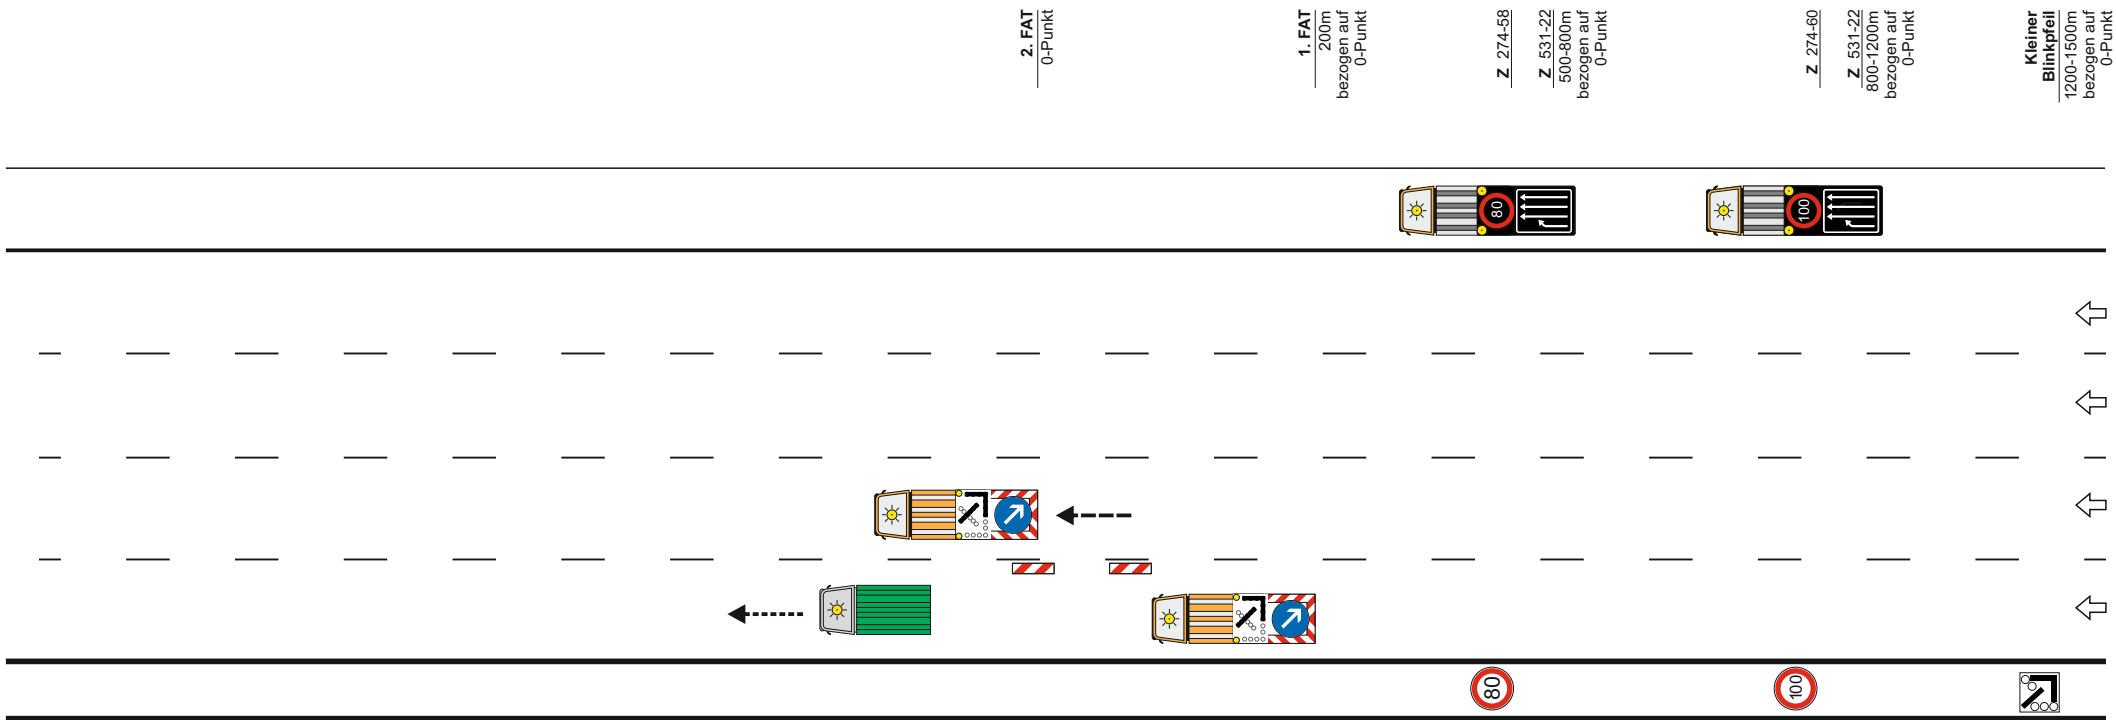 2. FAT
0-Punkt
1. FAT
200m
bezogen auf
0-Punkt
Z 274-58
Z 531-22
500-800m
bezogen auf
0-Punkt
Z 274-60
Z 531-22
800-1200m
bezogen auf
0-Punkt
Kleiner
Blinkpfeil
1200-1500m
bezogen auf
0-Punkt
80
100
80
100